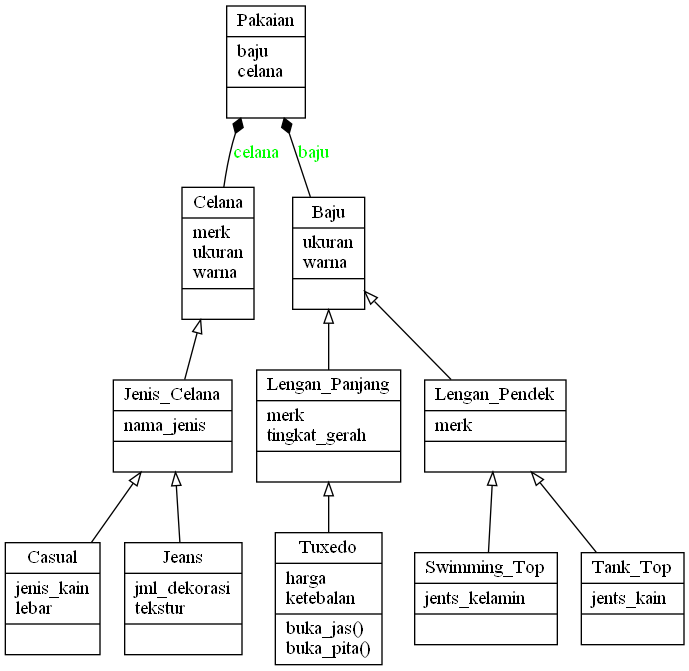 Pakaian
baju
celana
celana
baju
Celana
merk
ukuran
warna
Baju
ukuran
warna
Jenis_Celana
nama_jenis
Lengan_Panjang
merk
tingkat_gerah
Lengan_Pendek
merk
Casual
jenis_kain
lebar
Jeans
jml_dekorasi
tekstur
Tuxedo
harga
ketebalan
buka_jas()
buka_pita()
Swimming_Top
jents_kelamin
Tank_Top
jents_kain